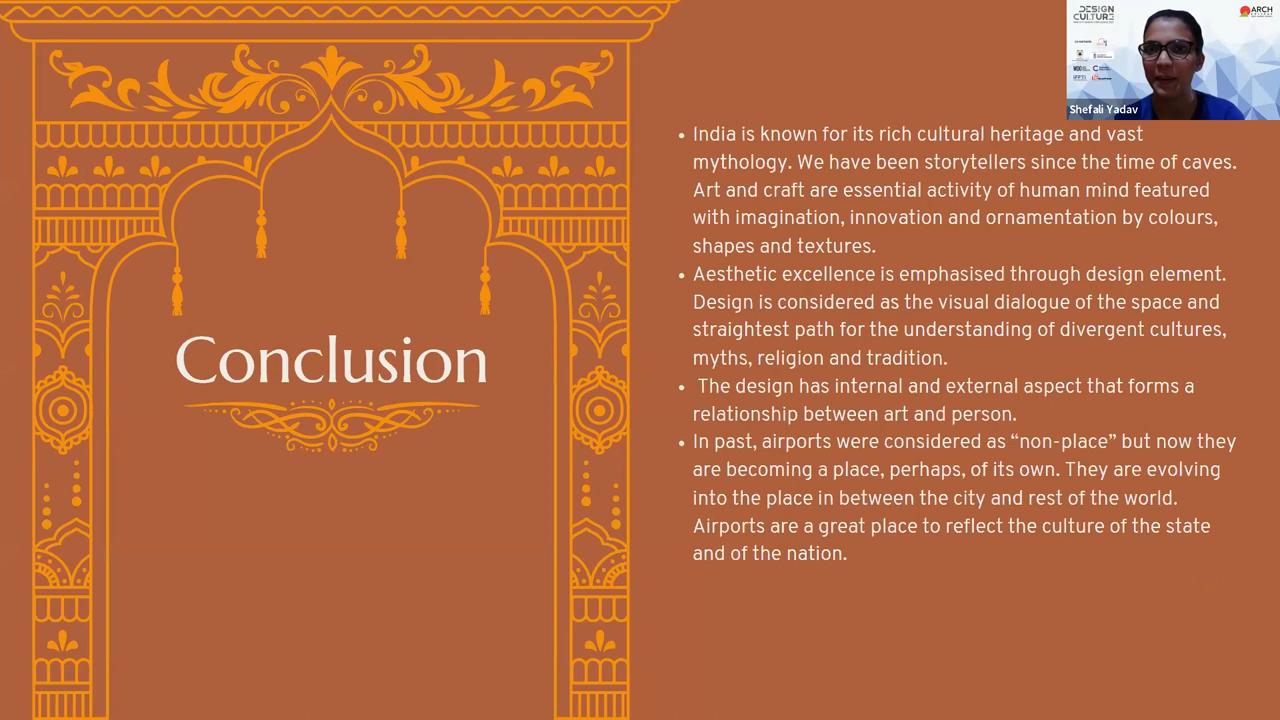 Conclusion
DESIGN
CULTURE
ARCH
Shefali Yadav
• India is known for its rich cultural heritage and vast
mythology. We have been storytellers since the time of caves.
Art and craft are essential activity of human mind featured
with imagination, innovation and ornamentation by colours,
shapes and textures.
• Aesthetic excellence is emphasised through design element.
Design is considered as the visual dialogue of the space and
straightest path for the understanding of divergent cultures,
myths, religion and tradition.
• The design has internal and external aspect that forms a
relationship between art and person.
• In past, airports were considered as “non-place” but now they
are becoming a place, perhaps, of its own. They are evolving
into the place in between the city and rest of the world.
Airports are a great place to reflect the culture of the state
and of the nation.